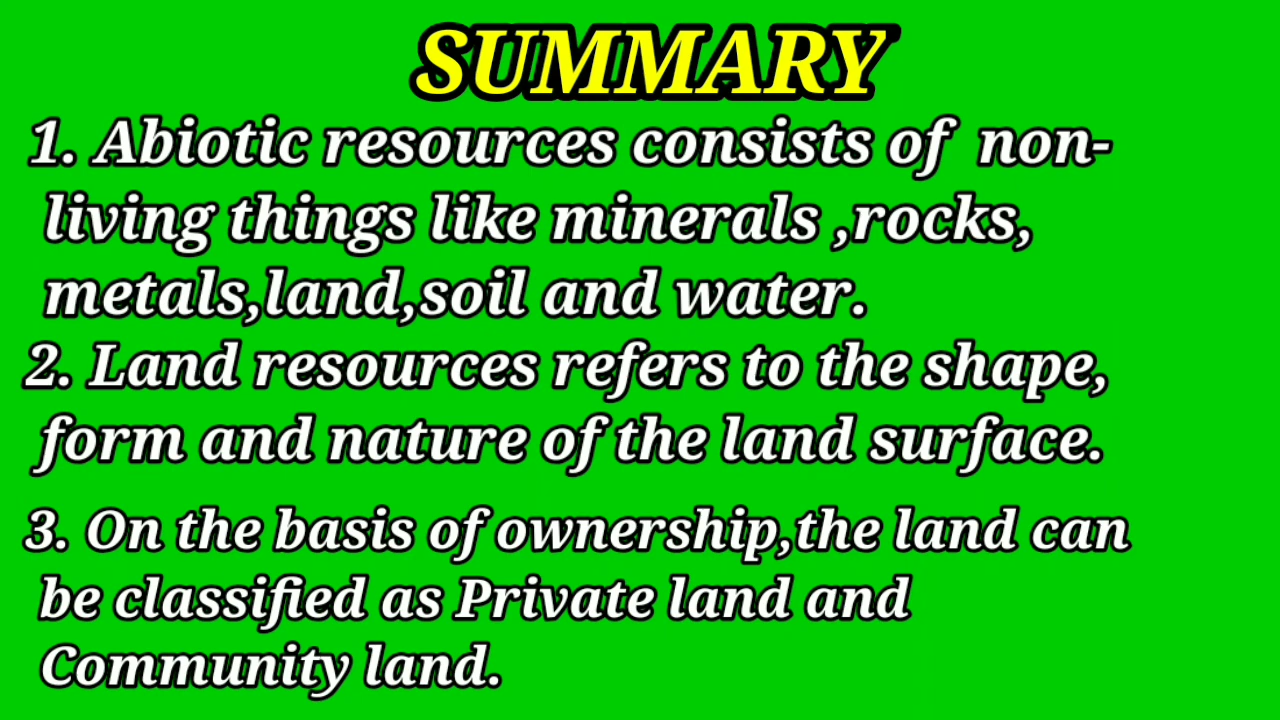 SUMMARY
1. Abiotic resources consists of  non-
living things like minerals ,rocks,
metals,land,soil and water.
2. Land resources refers to the shape,
form and nature of the land surface.
3. On the basis of ownership,the land can
be classified as Private land and
Community land.